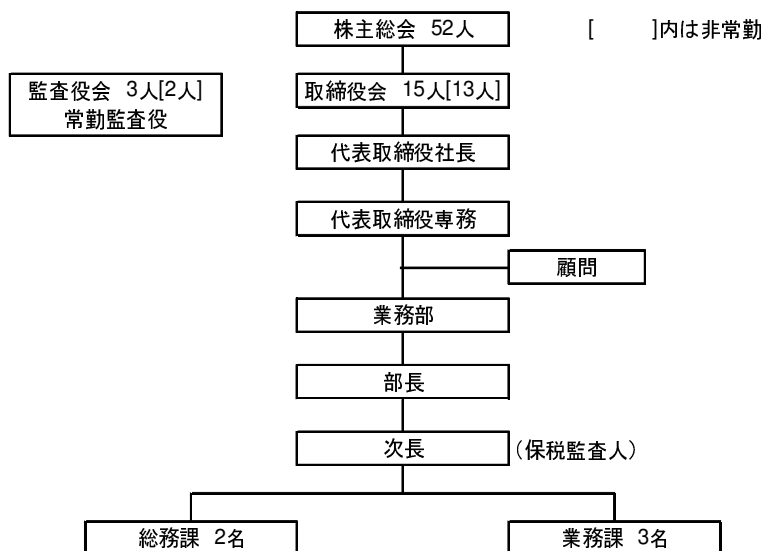 株主総会 52人
[ ]内は非常勤
監査役会 3人[2人]
常勤監査役
取締役会 15人[13人]
代表取締役社長
代表取締役専務
顧問
業務部
部長
次長
(保税監査人)
総務課 2名
業務課 3名